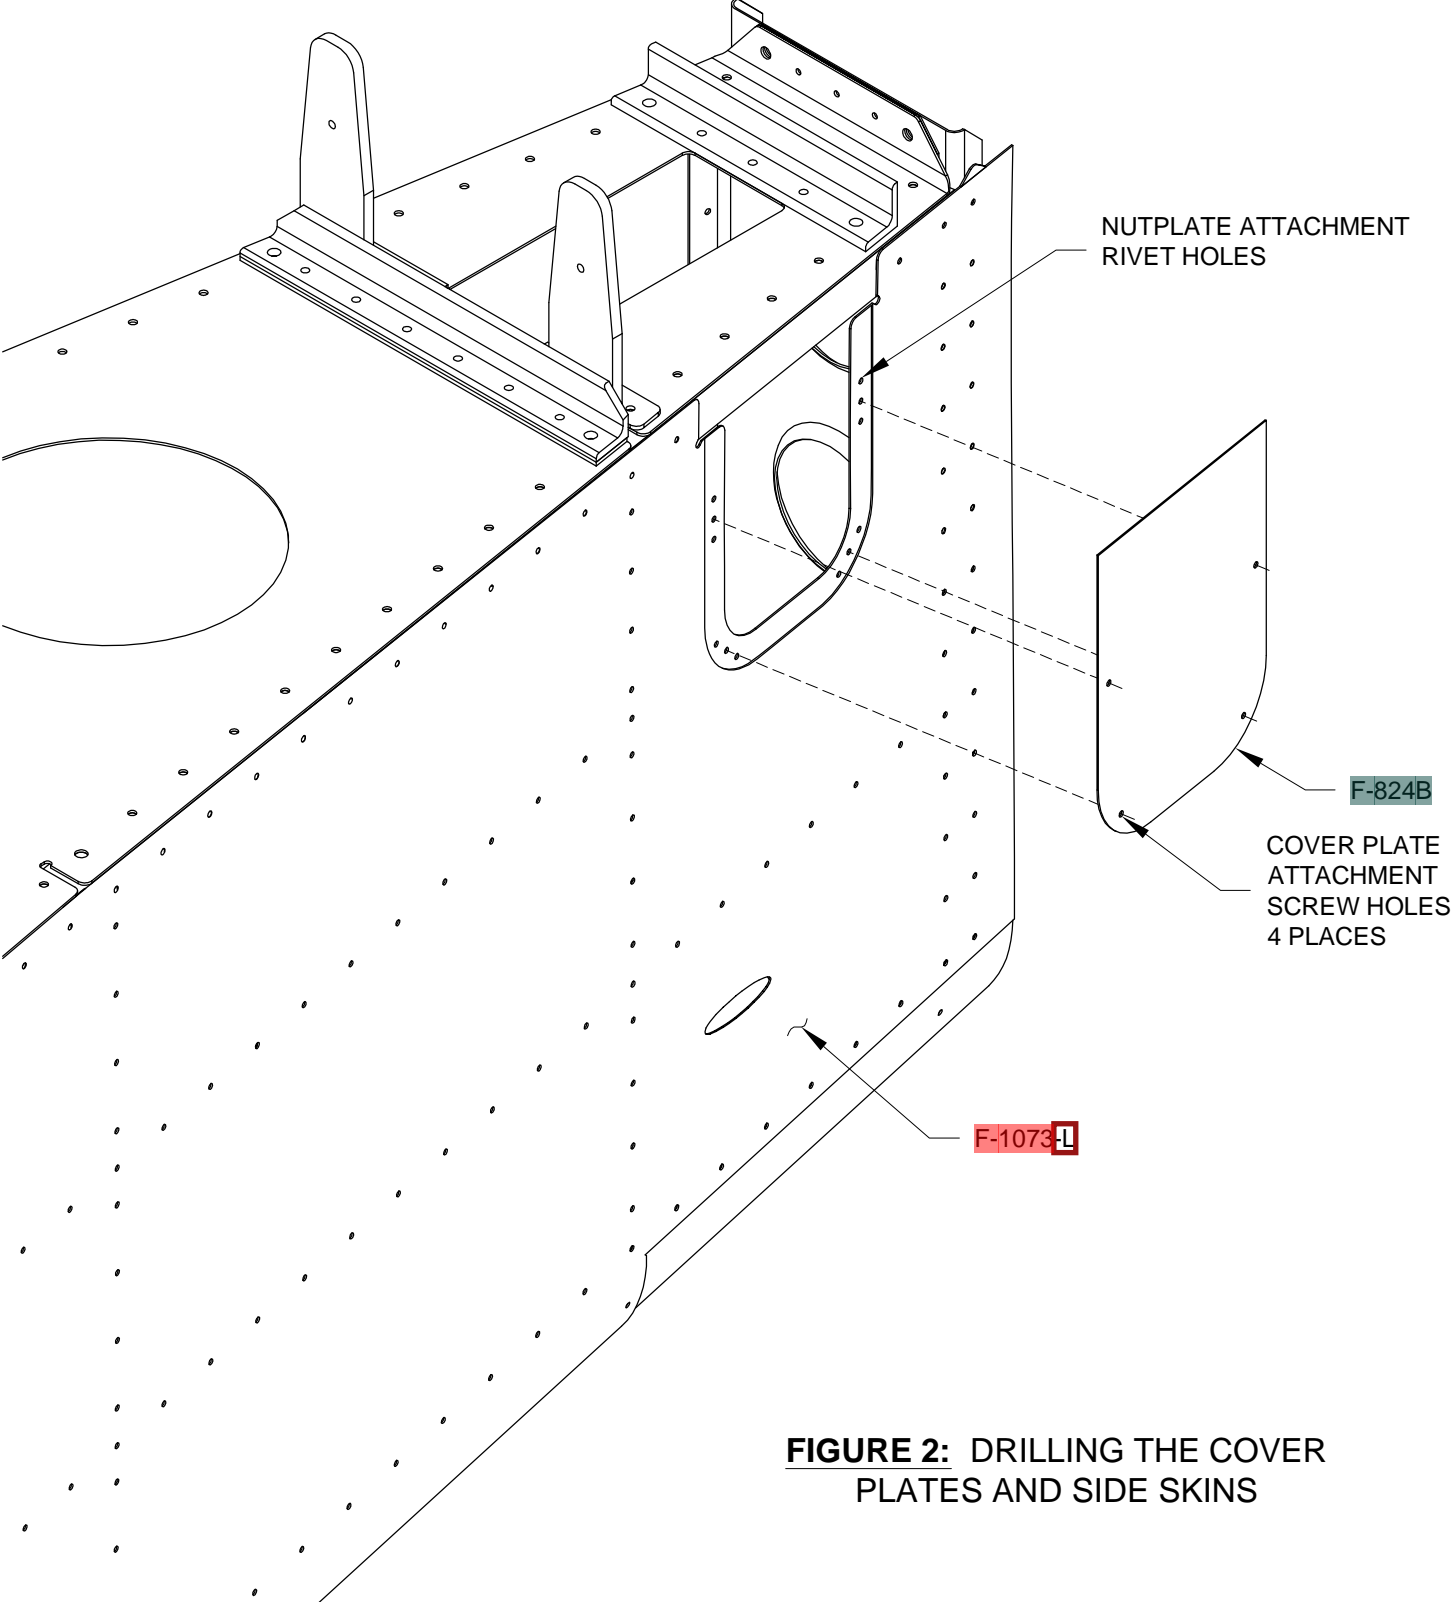 NUTPLATE ATTACHMENT
RIVET HOLES
F-824B
COVER PLATE
ATTACHMENT
SCREW HOLES
4 PLACES
F-1073-L
FIGURE 2: DRILLING THE COVER
PLATES AND SIDE SKINS